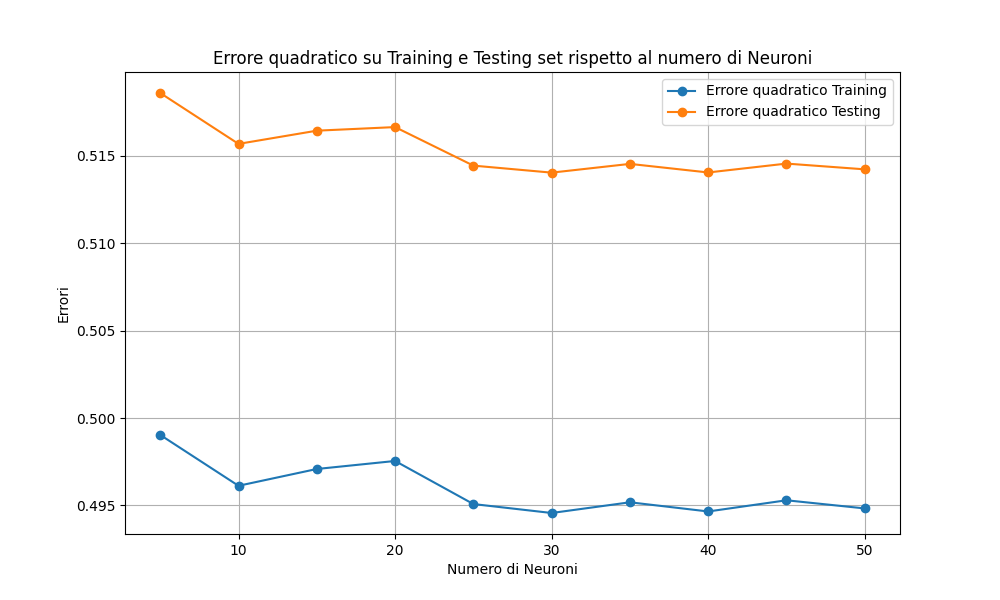 Errore quadratico su Training e Testing set rispetto al numero di Neuroni
Errore quadratico Training
Errore quadratico Testing
0.515
0.510
0.505
0.500
0.495
Errori
10 20 30 40 50
Numero di Neuroni